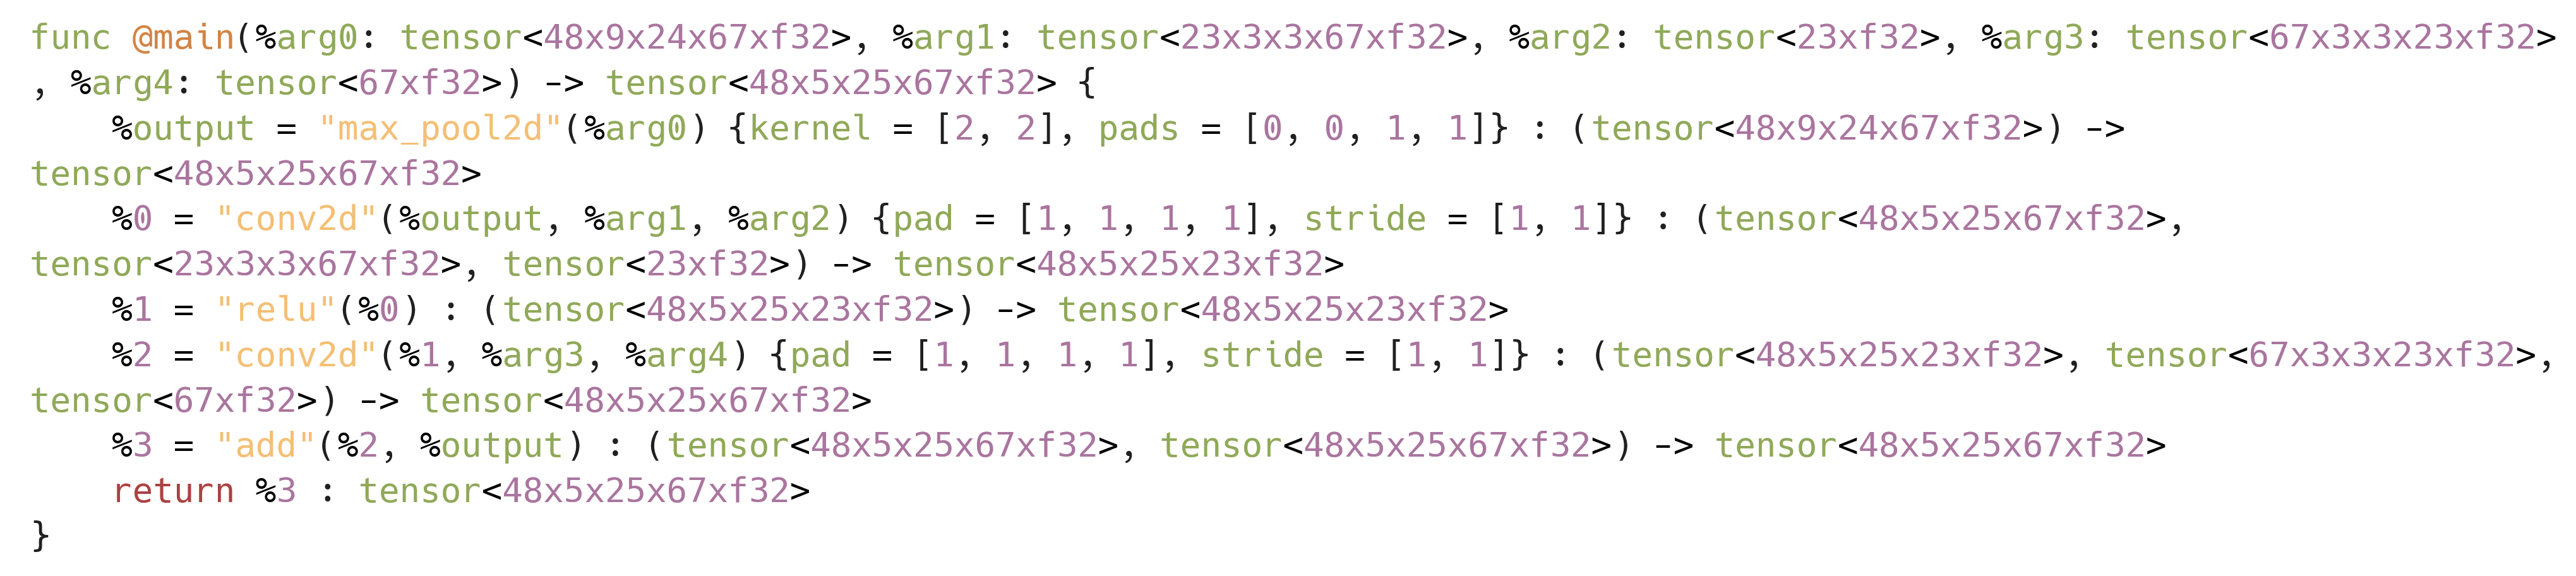 func @main(%arg0: tensor<48x9x24x67xf32>, %arg1: tensor<23x3x3x67xf32>, %arg2: tensor<23xf32>, %arg3: tensor<67x3x3x23xf32>
, %arg4: tensor<67xf32>) -> tensor<48x5x25x67xf32> {
    %output = "max_pool2d"(%arg0) {kernel = [2, 2], pads = [0, 0, 1, 1]} : (tensor<48x9x24x67xf32>) ->
tensor<48x5x25x67xf32>
    %0 = "conv2d"(%output, %arg1, %arg2) {pad = [1, 1, 1, 1], stride = [1, 1]} : (tensor<48x5x25x67xf32>,
tensor<23x3x3x67xf32>, tensor<23xf32>) -> tensor<48x5x25x23xf32>
    %1 = "relu"(%0) : (tensor<48x5x25x23xf32>) -> tensor<48x5x25x23xf32>
    %2 = "conv2d"(%1, %arg3, %arg4) {pad = [1, 1, 1, 1], stride = [1, 1]} : (tensor<48x5x25x23xf32>, tensor<67x3x3x23xf32>,
tensor<67xf32>) -> tensor<48x5x25x67xf32>
    %3 = "add"(%2, %output) : (tensor<48x5x25x67xf32>, tensor<48x5x25x67xf32>) -> tensor<48x5x25x67xf32>
    return %3 : tensor<48x5x25x67xf32>
}